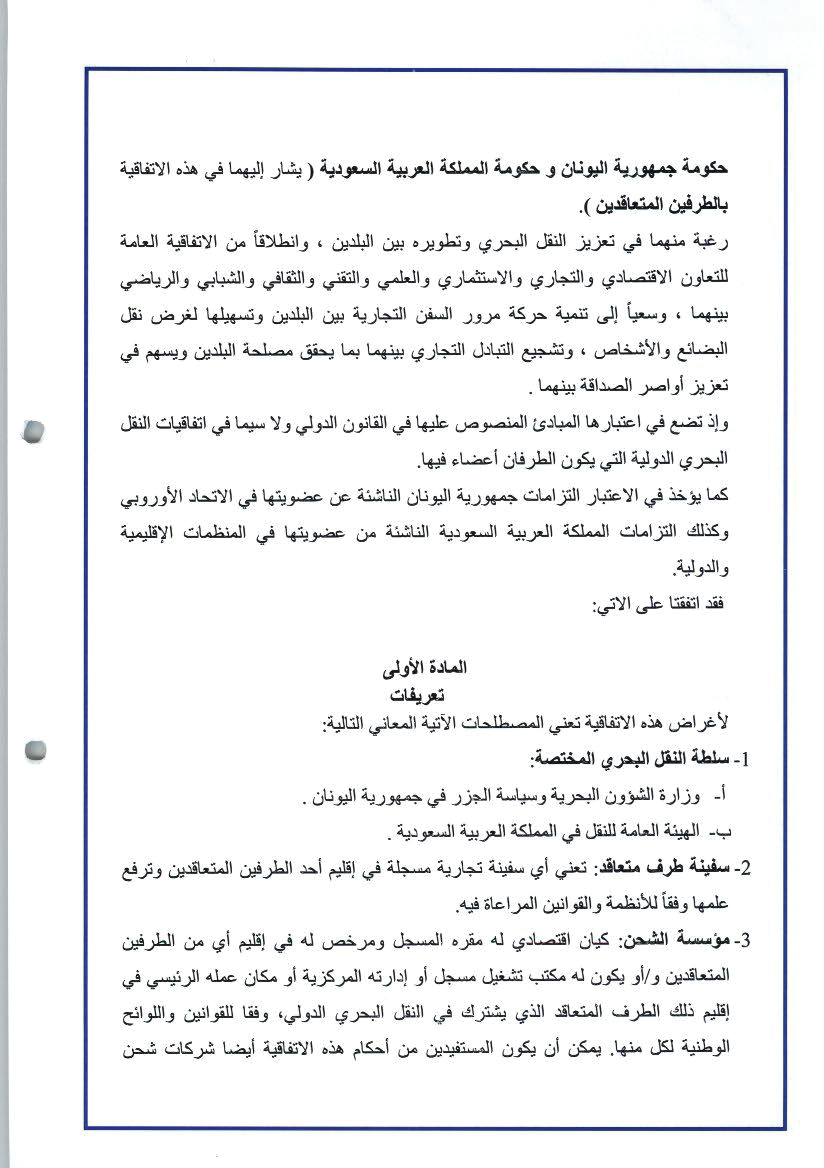 حكومة جمهورية اليونان و حكومة المملكة العربية السعودية ( يشار إليهما في هذه الاتفاقية
بالطرفين المتعاقدين ).
رغبة منهما في تعزيز النقل البحري وتطويره بين البلدين ، وانطلاقاً من الاتفاقية العامة
للتعاون الاقتصادي والتجاري والاستثماري والعلمي والتقني والثقافي والشبابي والرياضي
بينهما ، وسعياً إلى تنمية حركة مرور السفن التجارية بين البلدين وتسهيلها لغرض نقل
البضائع والأشخاص ، وتشجيع التبادل التجاري بينهما بما يحقق مصلحة البلدين ويسهم في
تعزيز أواصر الصداقة بينهما .
وإذ تضع في اعتبارها المبادئ المنصوص عليها في القانون الدولي ولا سيما في اتفاقيات النقل
البحري الدولية التي يكون الطرفان أعضاء فيها.
كما يؤخذ في الاعتبار التزامات جمهورية اليونان الناشئة عن عضويتها في الاتحاد الأوروبي
وكذلك التزامات المملكة العربية السعودية الناشئة من عضويتها في المنظمات الإقليمية
والدولية.
فقد اتفقتا على الاتي:
المادة الأولى
تعريفات
لأغراض هذه الاتفاقية تعني المصطلحات الآتية المعاني التالية:
1- سلطة النقل البحري المختصة:
أ- وزارة الشؤون البحرية وسياسة الجزر في جمهورية اليونان .
ب- الهيئة العامة للنقل في المملكة العربية السعودية .
2- سفينة طرف متعاقد: تعني أي سفينة تجارية مسجلة في إقليم أحد الطرفين المتعاقدين وترفع
علمها وفقاً للأنظمة والقوانين المراعاة فيه.
3- مؤسسة الشحن: كيان اقتصادي له مقره المسجل ومرخص له في إقليم أي من الطرفين
المتعاقدين و/أو يكون له مكتب تشغيل مسجل أو إدارته المركزية أو مكان عمله الرئيسي في
إقليم ذلك الطرف المتعاقد الذي يشترك في النقل البحري الدولي، وفقا للقوانين واللوائح
الوطنية لكل منها. يمكن أن يكون المستفيدين من أحكام هذه الاتفاقية أيضا شركات شحن